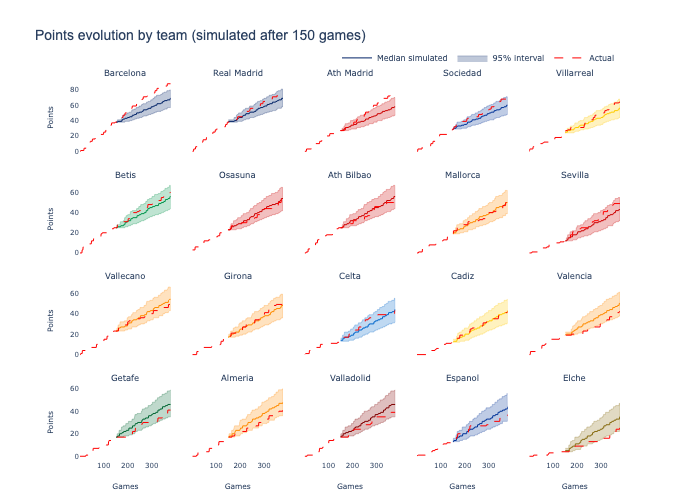 Points evolution by team (simulated after 150 games)
Median simulated 95% interval Actual
Barcelona Real Madrid Ath Madrid Sociedad Villarreal
80
60
40
20
0
Points
Betis Osasuna Ath Bilbao Mallorca Sevilla
60
40
20
0
Points
Vallecano Girona Celta Cadiz Valencia
60
40
20
0
Points
Getafe Almeria Valladolid Espanol Elche
60
40
20
0
Points
100 200 300 100 200 300 100 200 300 100 200 300 100 200 300
Games Games Games Games Games